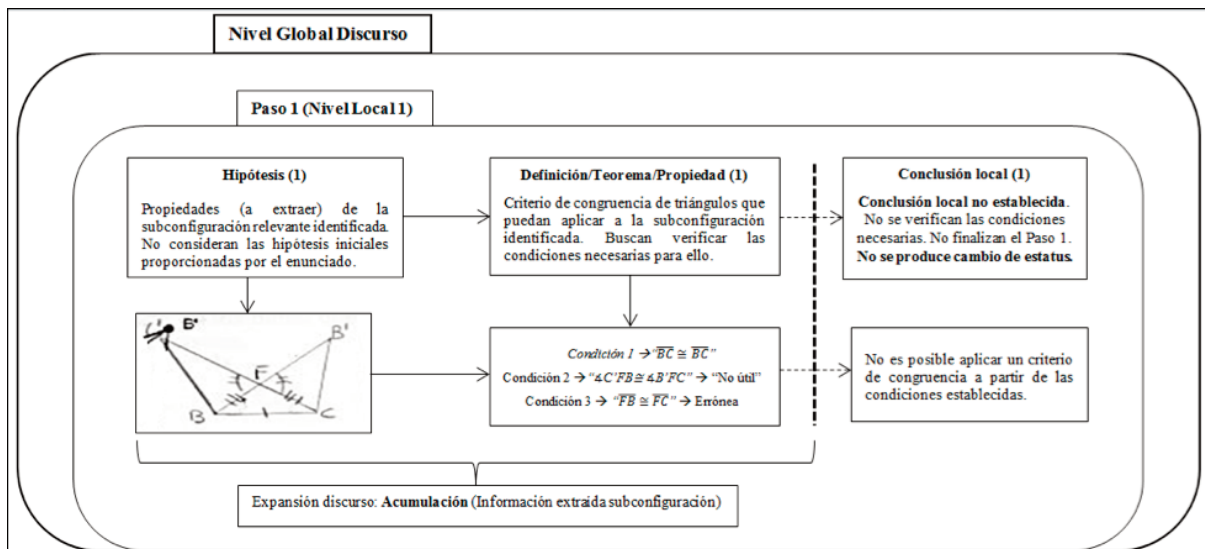 Nivel Global Discurso
Paso 1 (Nivel Local 1)
Hipótesis (1)
Propiedades (a extraer) de la
subconfiguración relevante identificada.
No consideran las hipótesis iniciales
proporcionadas por el enunciado.
Definición/Teorema/Propiedad (1)
Criterio de congruencia de triángulos que
puedan aplicar a la subconfiguración
identificada. Buscan verificar las
condiciones necesarias para ello.
Conclusión local (1)
Conclusión local no establecida.
No se verifican las condiciones
necesarias. No finalizan el Paso 1.
No se produce cambio de estatus.
B'
B'
F
B
C
Condición 1 → "B̅C̅ ≅ B̅C̅"
Condición 2 → "∡C'FB≅∡B'FC" → "No útil"
Condición 3 → "F̅B̅ ≅ F̅C̅" → Errónea
No es posible aplicar un criterio
de congruencia a partir de las
condiciones establecidas.
Expansión discurso: Acumulación (Información extraida subconfiguración)